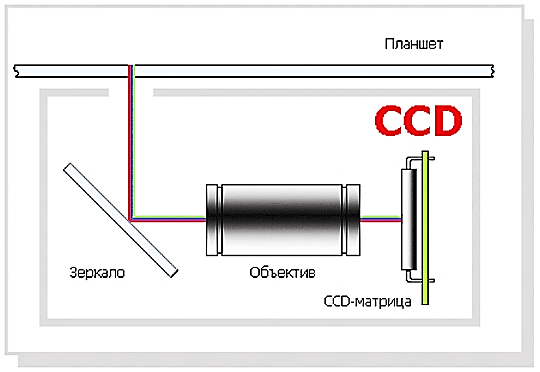 Планшет
CCD
Зеркало
Объектив
CCD-матрица